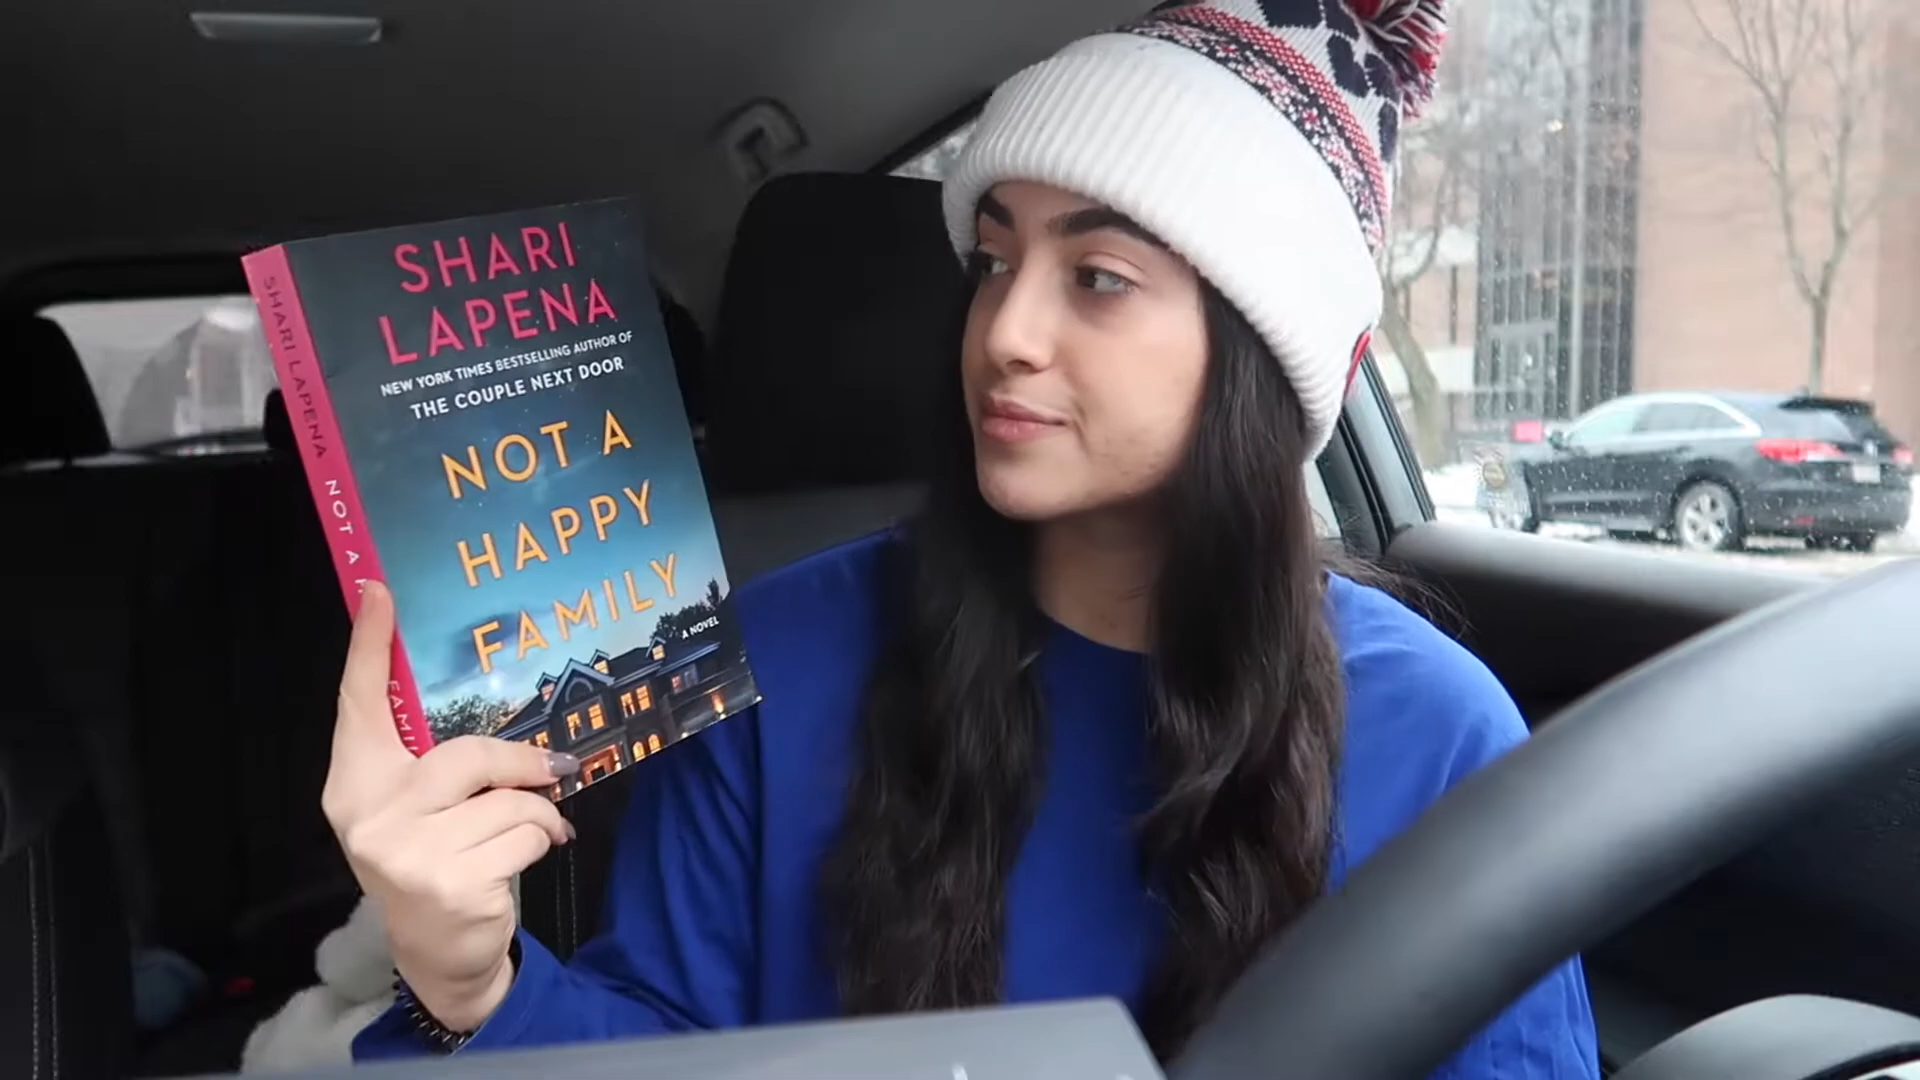 SHARI
LAPENA
NEW YORK TIMES BESTSELLING AUTHOR OF
THE COUPLE NEXT DOOR
NOT A
HAPPY
FAMILY
A NOVEL
SHARI LAPENA NOT A